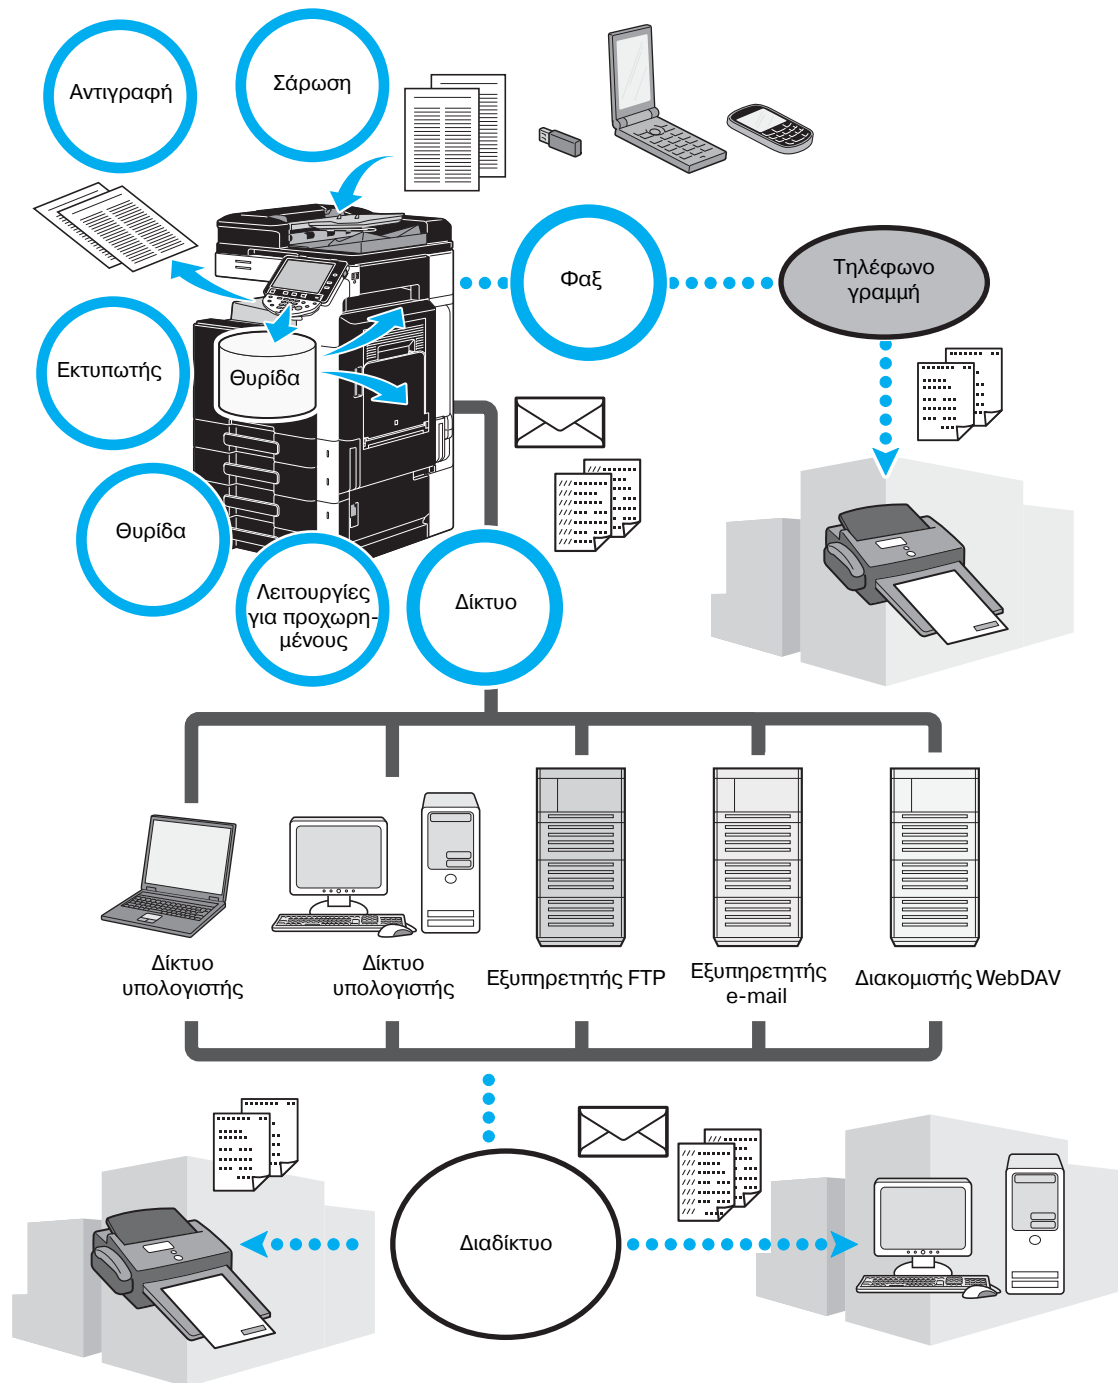 Αντιγραφή
Σάρωση
Φαξ
Τηλέφωνο
γραμμή
Εκτυπωτής
Θυρίδα
Θυρίδα
Λειτουργίες
για προχωρη-
μένους
Δίκτυο
Δίκτυο
υπολογιστής
Δίκτυο
υπολογιστής
Εξυπηρετητής FTP
Εξυπηρετητής
e-mail
Διακομιστής WebDAV
Διαδίκτυο